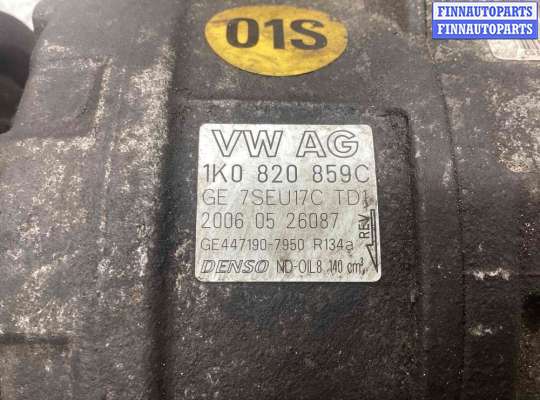 FINNAUTOPARTS
FINNAUTOPARTS
01S
VW AG
1K0 820 859C
GE 7SEU17C TDI
2006 05 26087
GE447190-7950 R134a
DENSO ND-OIL8 140 cm³
REV